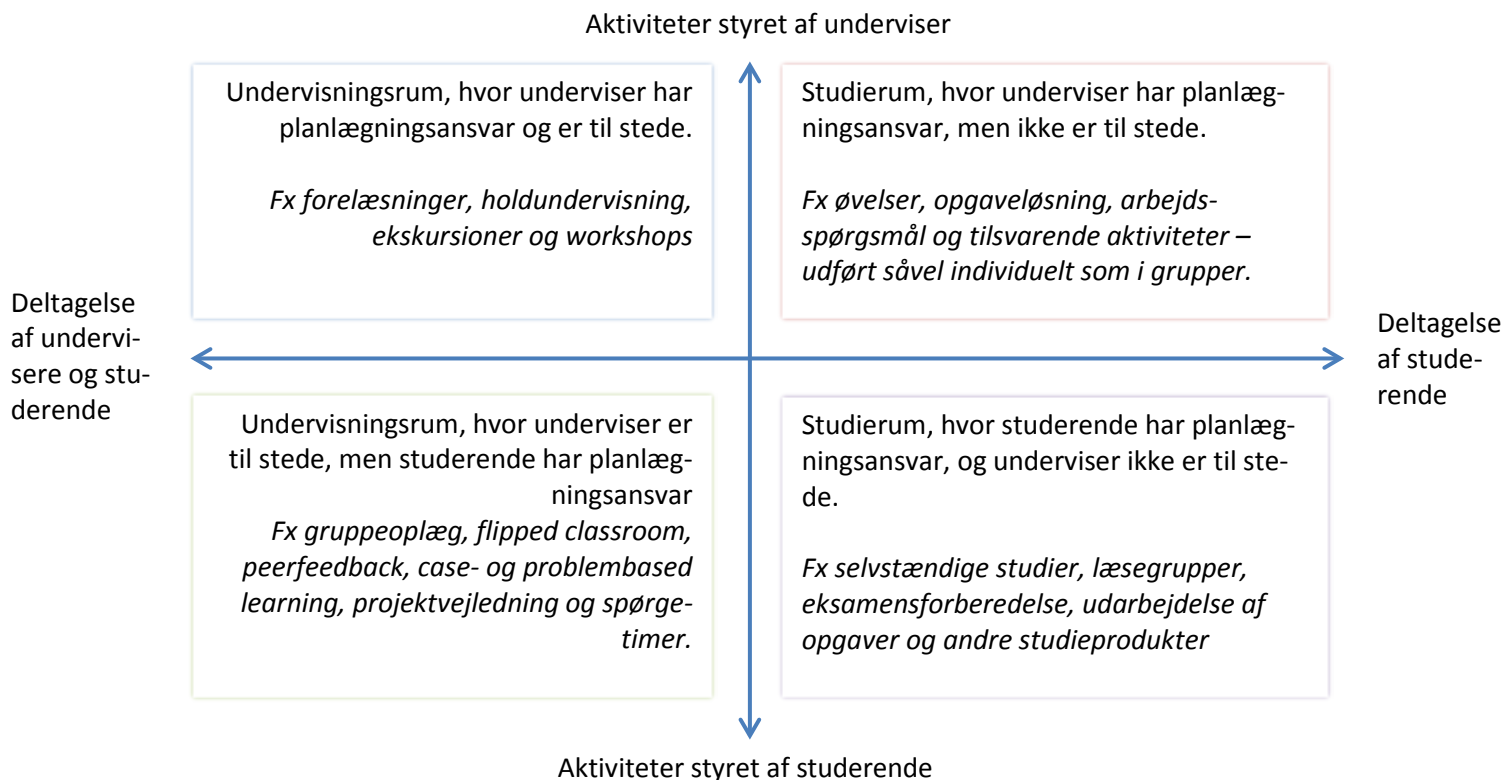 Aktiviteter styret af underviser
Undervisningsrum, hvor underviser har
planlægningsansvar og er til stede.
Fx forelæsninger, holdundervisning,
ekskursioner og workshops
Studierum, hvor underviser har planlæg-
ningsansvar, men ikke er til stede.
Fx øvelser, opgaveløsning, arbejds-
spørgsmål og tilsvarende aktiviteter –
udført såvel individuelt som i grupper.
Deltagelse
af undervi-
sere og stu-
derende
Deltagelse
af stude-
rende
Undervisningsrum, hvor underviser er
til stede, men studerende har planlæg-
ningsansvar
Fx gruppeoplæg, flipped classroom,
peerfeedback, case- og problembased
learning, projektvejledning og spørge-
timer.
Studierum, hvor studerende har planlæg-
ningsansvar, og underviser ikke er til ste-
de.
Fx selvstændige studier, læsegrupper,
eksamensforberedelse, udarbejdelse af
opgaver og andre studieprodukter
Aktiviteter styret af studerende